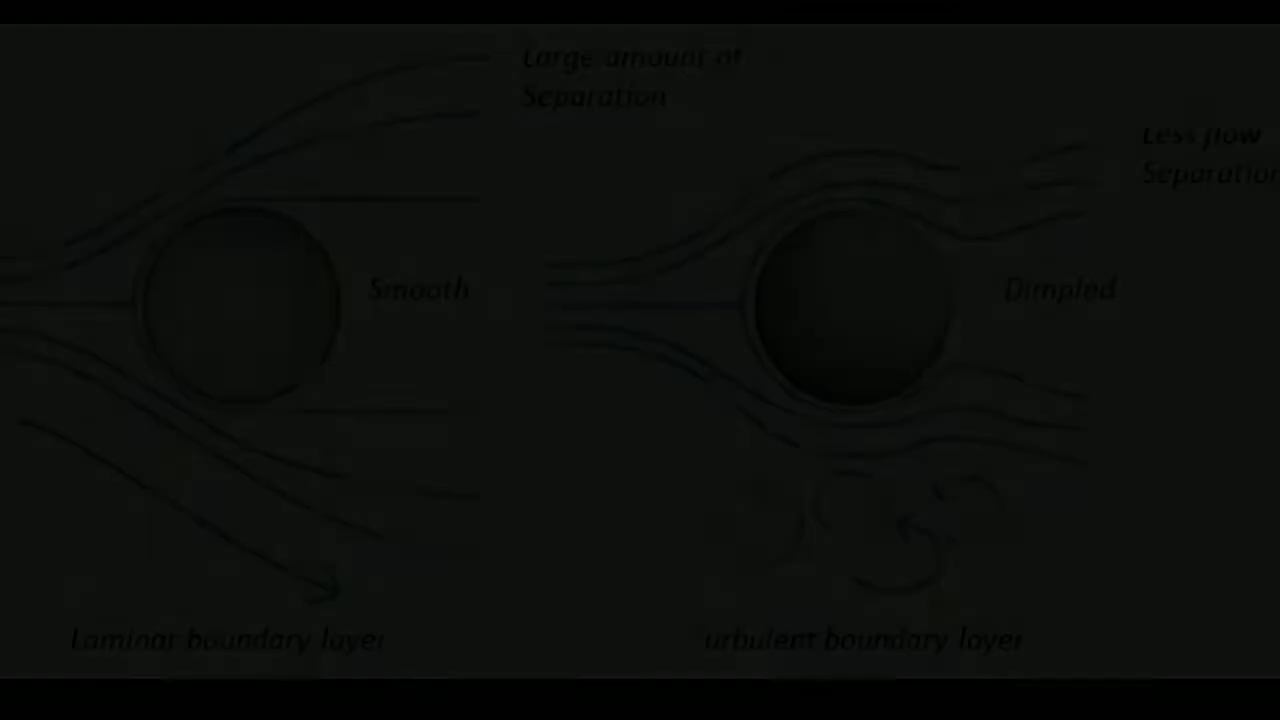 Large amount of
Separation
Less flow
Separation
Smooth
Dimpled
Laminar boundary layer
urbulent boundary layer